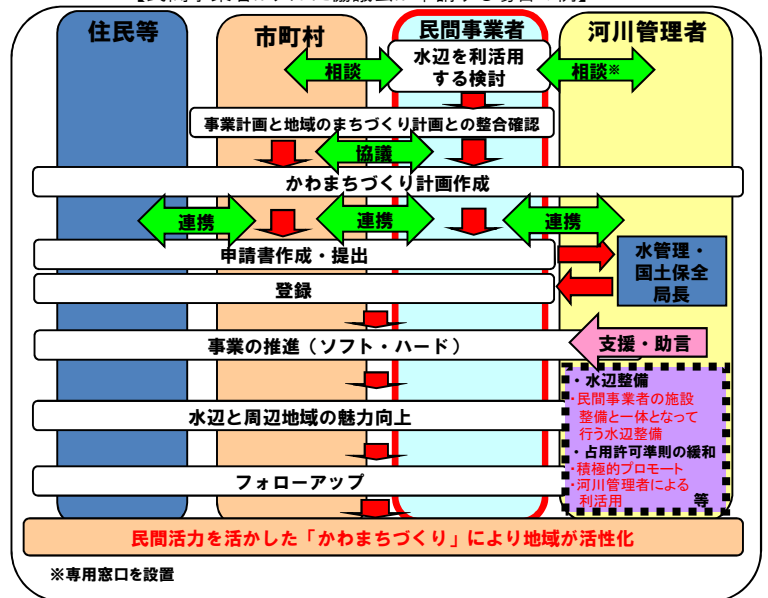 住民等
市町村
民間事業者
河川管理者
相談
水辺を利活用
する検討
相談※
事業計画と地域のまちづくり計画との整合確認
協議
かわまちづくり計画作成
連携
連携
連携
申請書作成・提出
水管理・
国土保全
局長
登録
事業の推進（ソフト・ハード）
支援・助言
・水辺整備
・民間事業者の施設
整備と一体となって
行う水辺整備
・占用許可準則の緩和
・積極的プロモート
・河川管理者による
利活用
等
水辺と周辺地域の魅力向上
フォローアップ
民間活力を活かした「かわまちづくり」により地域が活性化
※専用窓口を設置